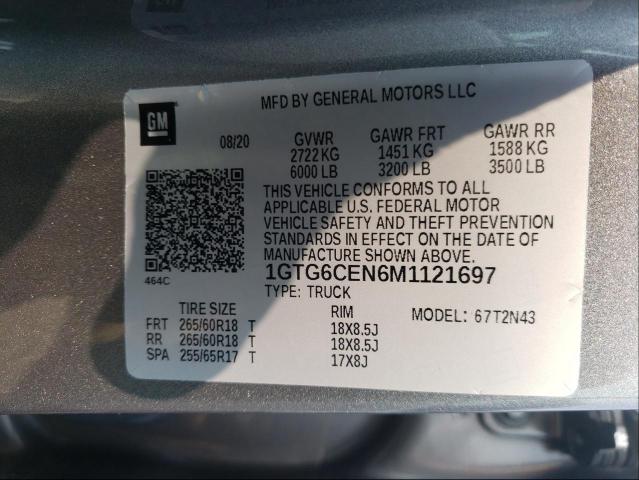 MFD BY GENERAL MOTORS LLC
GM
08/20 GVWR GAWR FRT GAWR RR
2722 KG 1451 KG 1588 KG
6000 LB 3200 LB 3500 LB
THIS VEHICLE CONFORMS TO ALL
APPLICABLE U.S. FEDERAL MOTOR
VEHICLE SAFETY AND THEFT PREVENTION
STANDARDS IN EFFECT ON THE DATE OF
MANUFACTURE SHOWN ABOVE.
464C
1GTG6CEN6M1121697
TYPE: TRUCK
TIRE SIZE RIM MODEL: 67T2N43
FRT 265/60R18 T 18X8.5J
RR 265/60R18 T 18X8.5J
SPA 255/65R17 T 17X8J